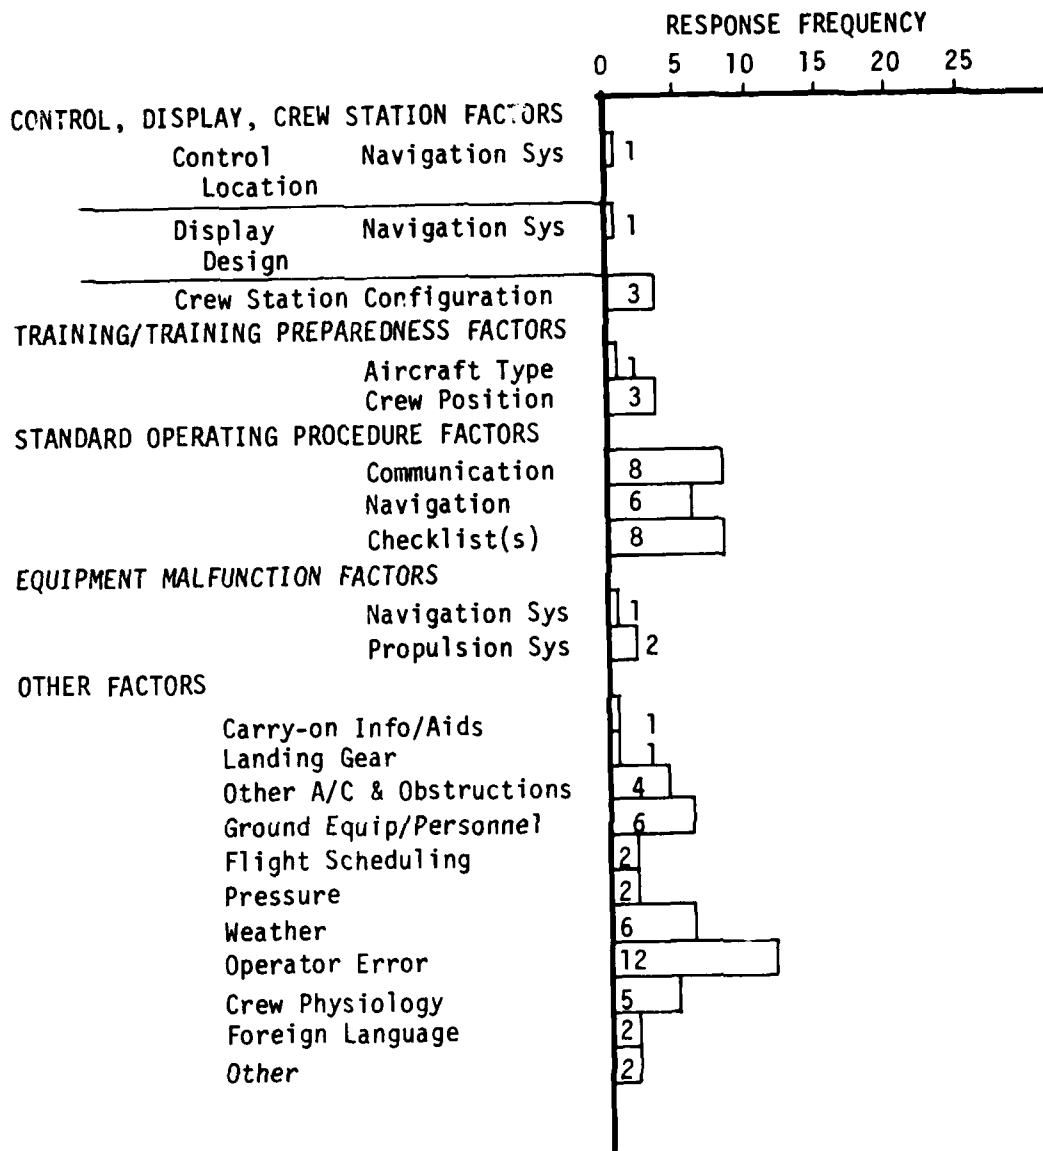 RESPONSE FREQUENCY
0 5 10 15 20 25
CONTROL, DISPLAY, CREW STATION FACTORS
Control Navigation Sys 1
Location
Display Navigation Sys 1
Design
Crew Station Configuration 3
TRAINING/TRAINING PREPAREDNESS FACTORS
Aircraft Type 1
Crew Position 3
STANDARD OPERATING PROCEDURE FACTORS
Communication 8
Navigation 6
Checklist(s) 8
EQUIPMENT MALFUNCTION FACTORS
Navigation Sys 1
Propulsion Sys 2
OTHER FACTORS
Carry-on Info/Aids 1
Landing Gear 1
Other A/C & Obstructions 4
Ground Equip/Personnel 6
Flight Scheduling 2
Pressure 2
Weather 6
Operator Error 12
Crew Physiology 5
Foreign Language 2
Other 2